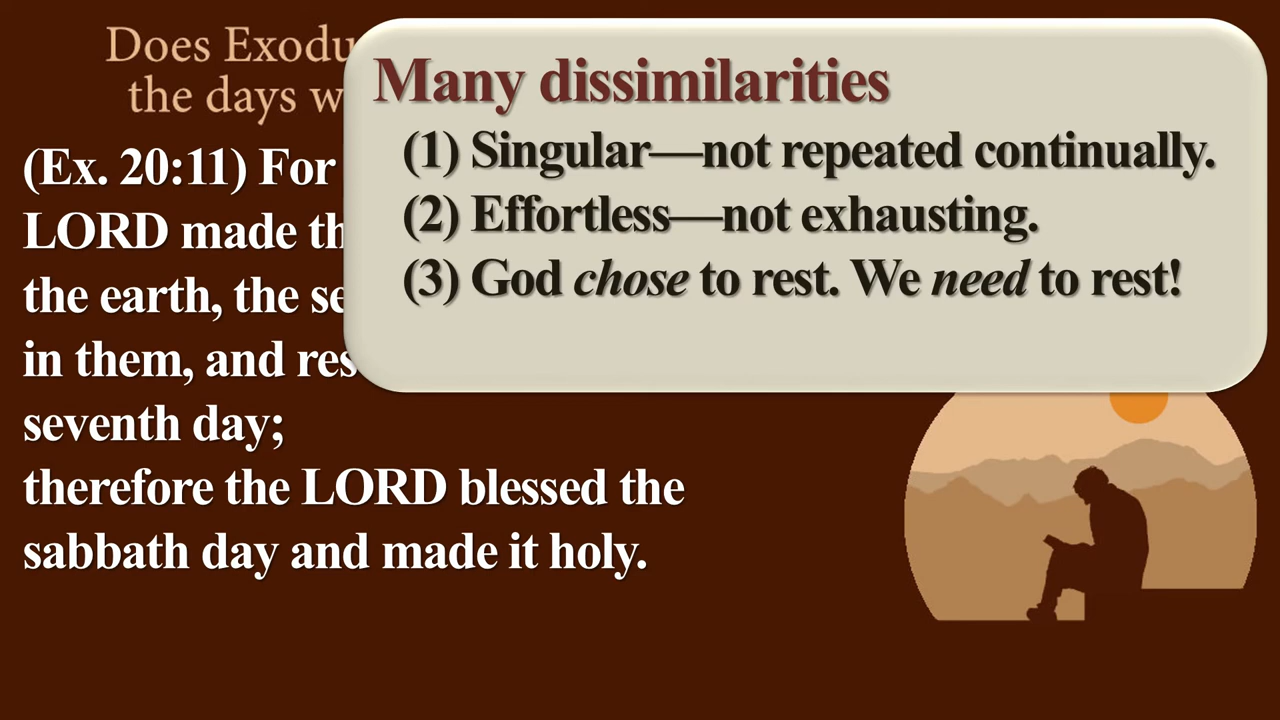 Does Exodu
the days w
(Ex. 20:11) For
LORD made th
the earth, the se
in them, and res
seventh day;
therefore the LORD blessed the
sabbath day and made it holy.
Many dissimilarities
(1) Singular—not repeated continually.
(2) Effortless—not exhausting.
(3) God chose to rest. We need to rest!